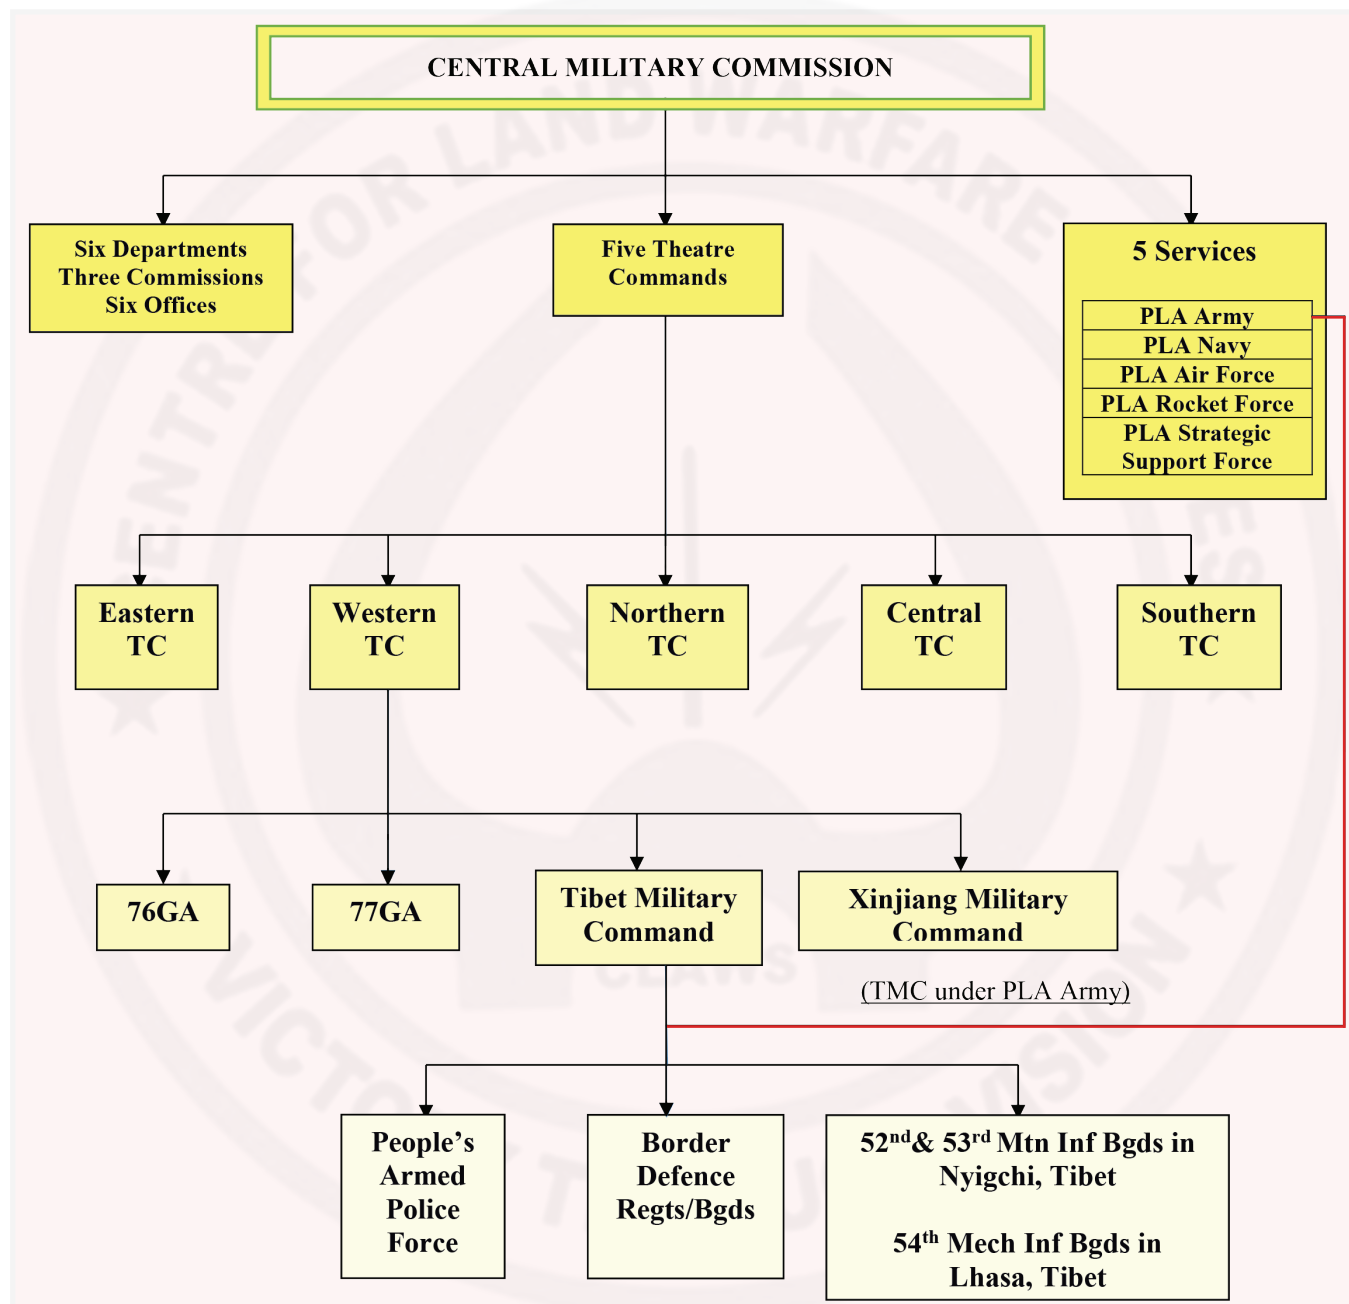 CENTRAL MILITARY COMMISSION
Six Departments
Three Commissions
Six Offices
Five Theatre
Commands
5 Services
PLA Army
PLA Navy
PLA Air Force
PLA Rocket Force
PLA Strategic
Support Force
Eastern
TC
Western
TC
Northern
TC
Central
TC
Southern
TC
76GA
77GA
Tibet Military
Command
Xinjiang Military
Command
(TMC under PLA Army)
People’s
Armed
Police
Force
Border
Defence
Regts/Bgds
52nd& 53rd Mtn Inf Bgds in
Nyigchi, Tibet
54th Mech Inf Bgds in
Lhasa, Tibet
CLAWS